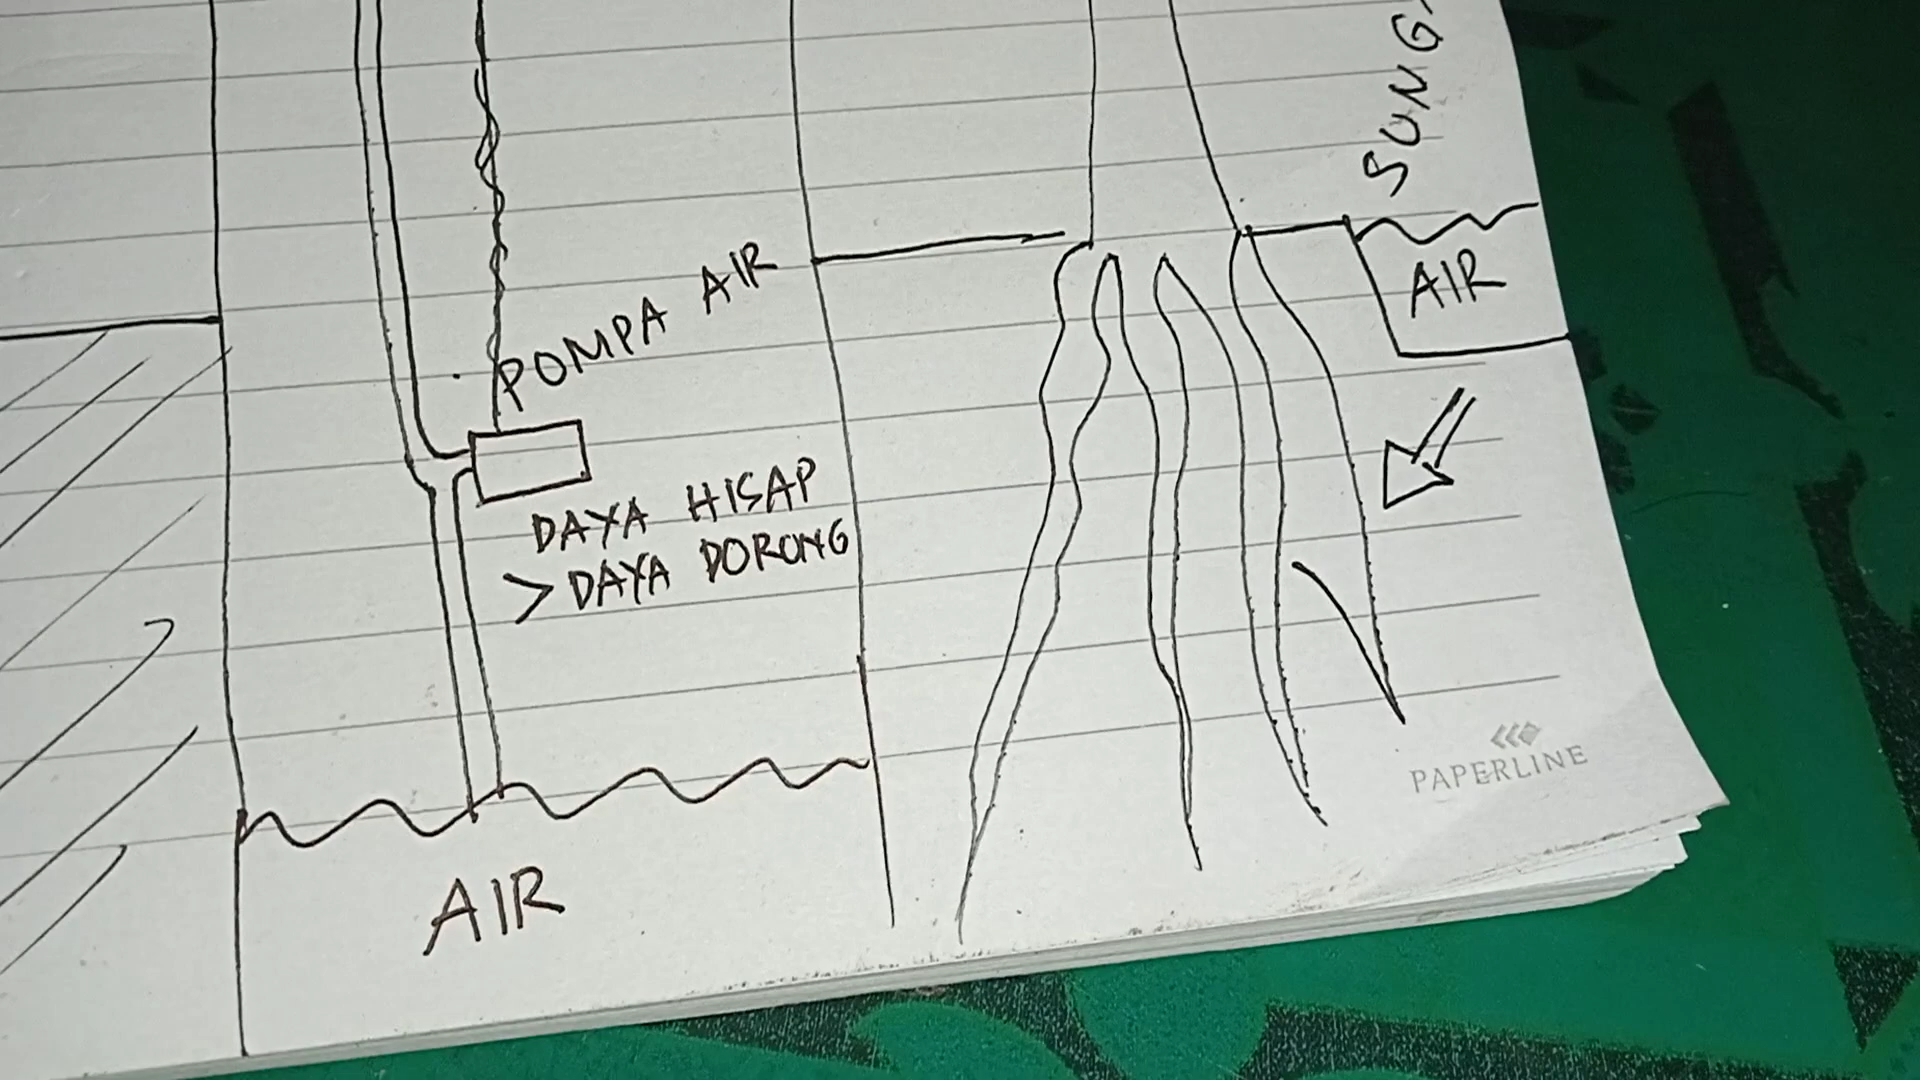 POMPA AIR
DAYA HISAP
> DAYA DORONG
AIR
AIR
PAPERLINE